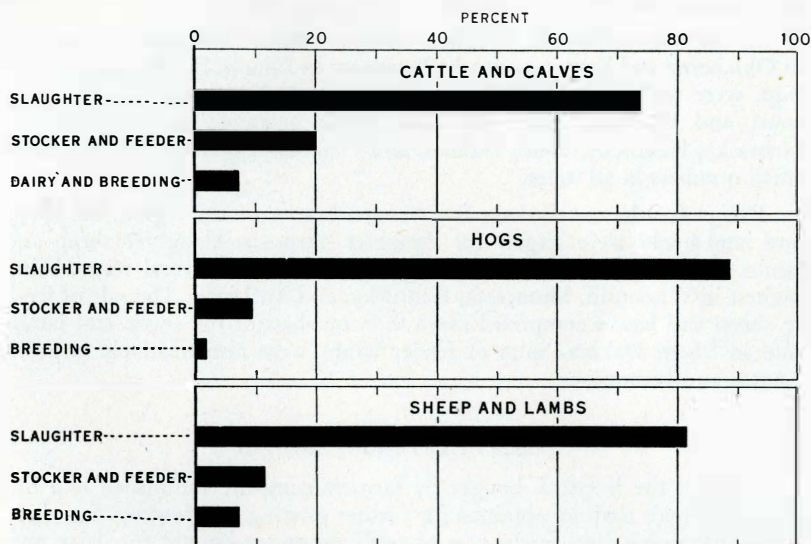 PERCENT
0 20 40 60 80 100
CATTLE AND CALVES
SLAUGHTER
STOCKER AND FEEDER
DAIRY AND BREEDING
HOGS
SLAUGHTER
STOCKER AND FEEDER
BREEDING
SHEEP AND LAMBS
SLAUGHTER
STOCKER AND FEEDER
BREEDING